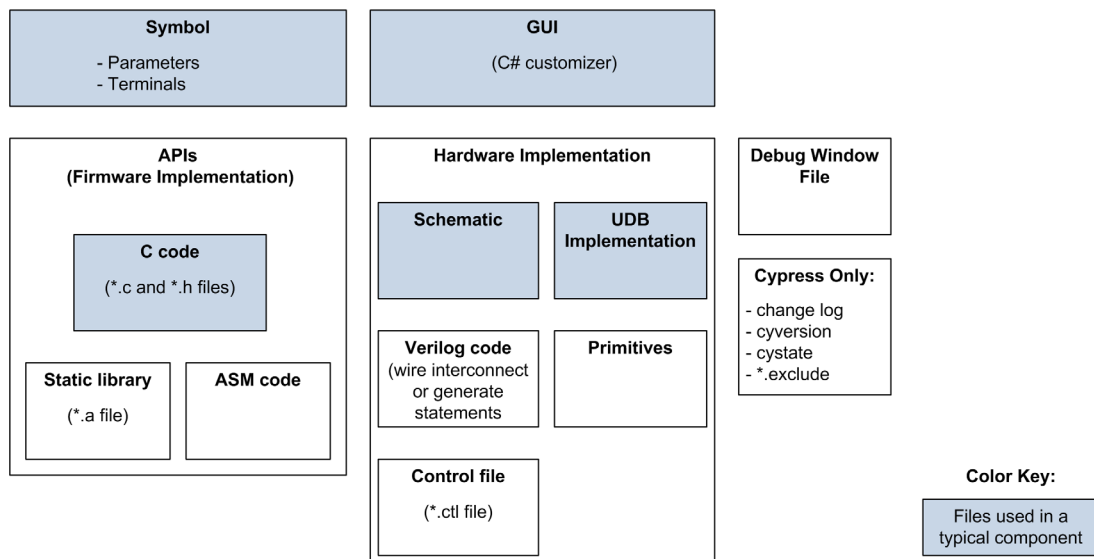 Symbol
- Parameters
- Terminals
GUI
(C# customizer)
APIs
(Firmware Implementation)
C code
(*.c and *.h files)
Static library
(*.a file)
ASM code
Hardware Implementation
Schematic
UDB
Implementation
Verilog code
(wire interconnect
or generate
statements
Primitives
Control file
(*.ctl file)
Debug Window
File
Cypress Only:
- change log
- cyversion
- cystate
- *.exclude
Color Key:
Files used in a
typical component